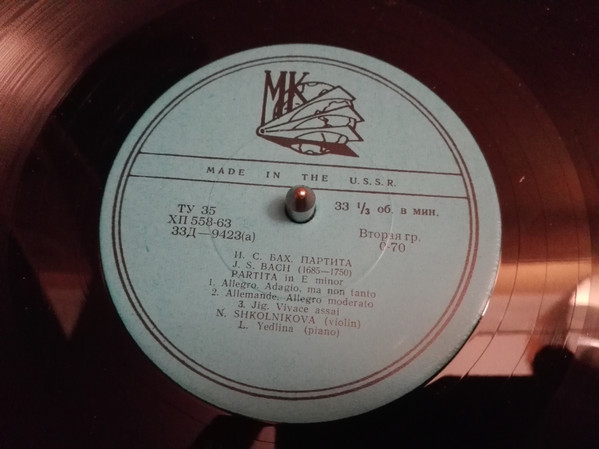 МК
MADE IN THE U.S.S.R.
ТУ 35
33 ⅓ об. в мин.
ХП 558-63
Вторая гр.
33Д—9423(а)
0-70
И. С. БАХ. ПАРТИТА
J. S. BACH (1685—1750)
PARTITA in E minor
1. Allegro. Adagio, ma non tanto
2. Allemande. Allegro moderato
3. Jig. Vivace assai
N. SHKOLNIKOVA (violin)
L. Yedlina (piano)